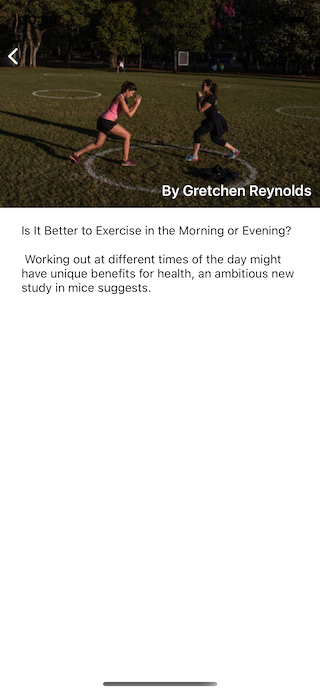 By Gretchen Reynolds
Is It Better to Exercise in the Morning or Evening?
Working out at different times of the day might
have unique benefits for health, an ambitious new
study in mice suggests.